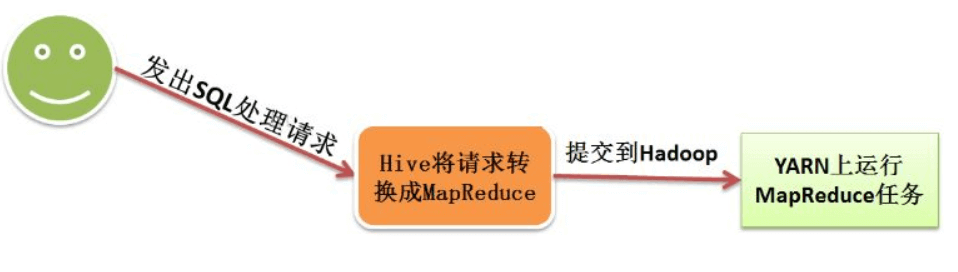 发出SQL处理请求
Hive将请求转
换成MapReduce
提交到Hadoop
YARN上运行
MapReduce任务